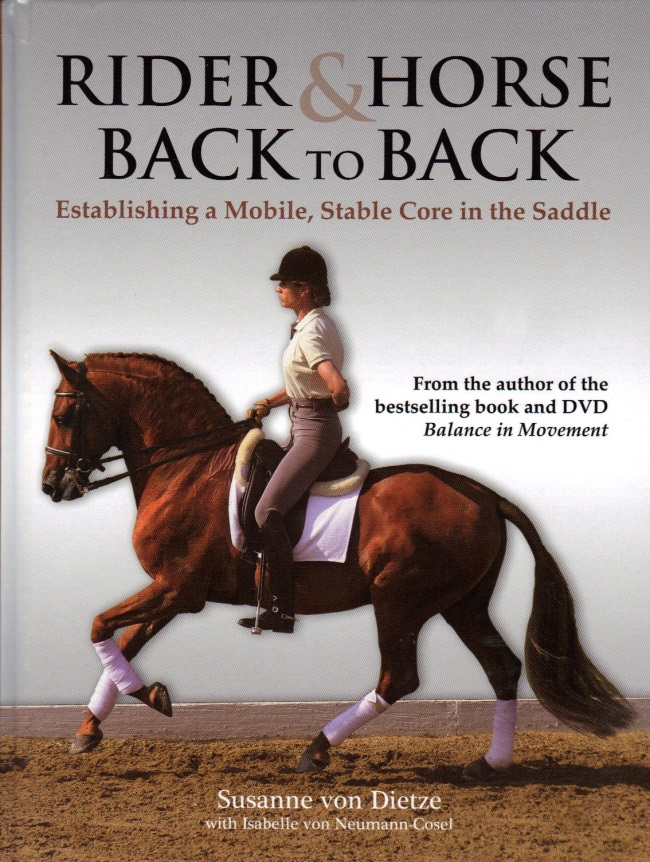 RIDER & HORSE
BACK TO BACK
Establishing a Mobile, Stable Core in the Saddle
From the author of the
bestselling book and DVD
Balance in Movement
Susanne von Dietze
with Isabelle von Neumann-Cosel